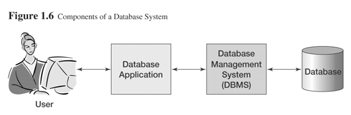 Figure 1.6 Components of a Database System
Database
Application
Database
Management
System
(DBMS)
Database
User